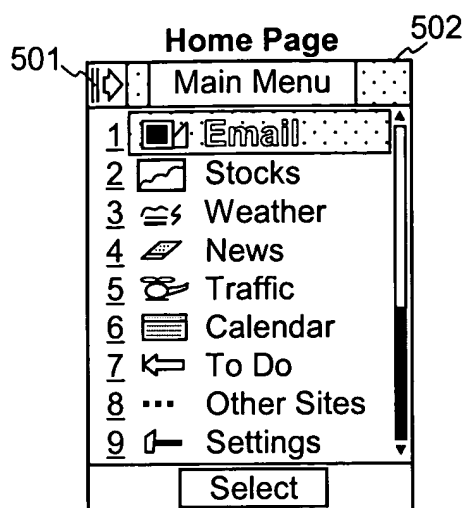 Home Page
501
502
Main Menu
1 Email
2 Stocks
3 Weather
4 News
5 Traffic
6 Calendar
7 To Do
8 ... Other Sites
9 Settings
Select